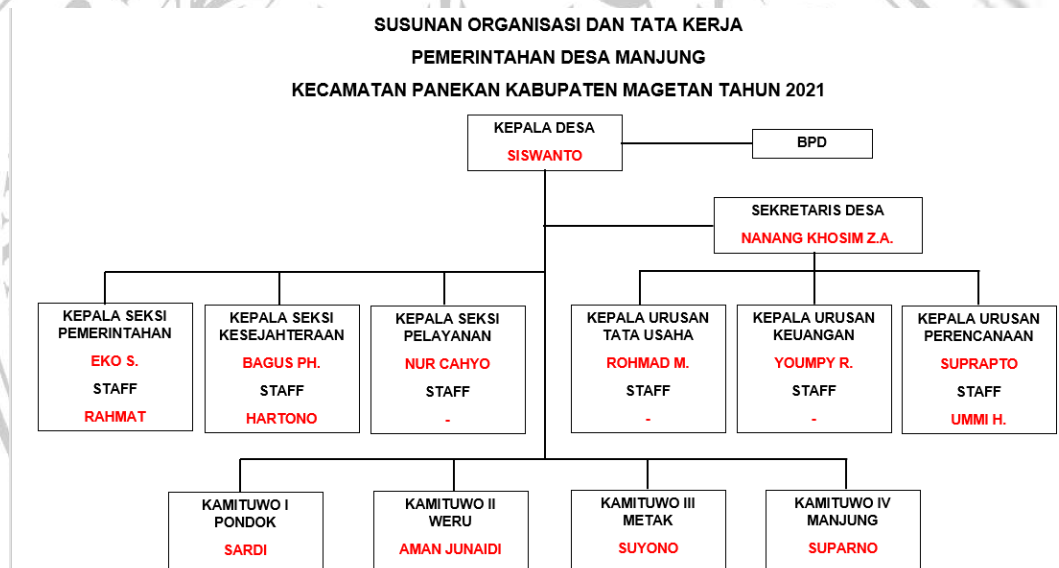 SUSUNAN ORGANISASI DAN TATA KERJA
PEMERINTAHAN DESA MANJUNG
KECAMATAN PANEKAN KABUPATEN MAGETAN TAHUN 2021
KEPALA DESA
SISWANTO
BPD
SEKRETARIS DESA
NANANG KHOSIM Z.A.
KEPALA SEKSI
PEMERINTAHAN
EKO S.
STAFF
RAHMAT
KEPALA SEKSI
KESEJAHTERAAN
BAGUS PH.
STAFF
HARTONO
KEPALA SEKSI
PELAYANAN
NUR CAHYO
STAFF
-
KEPALA URUSAN
TATA USAHA
ROHMAD M.
STAFF
-
KEPALA URUSAN
KEUANGAN
YOUMPY R.
STAFF
-
KEPALA URUSAN
PERENCANAAN
SUPRAPTO
STAFF
UMMI H.
KAMITUWO I
PONDOK
SARDI
KAMITUWO II
WERU
AMAN JUNAIDI
KAMITUWO III
METAK
SUYONO
KAMITUWO IV
MANJUNG
SUPARNO